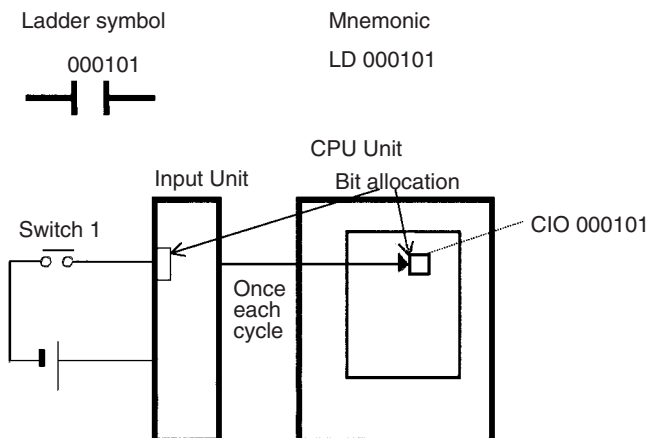 Ladder symbol
Mnemonic
000101
LD 000101
CPU Unit
Input Unit
Bit allocation
Switch 1
CIO 000101
Once
each
cycle